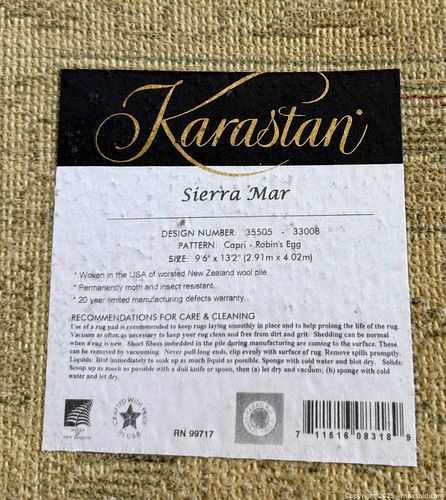 Karastan
Sierra Mar
DESIGN NUMBER: 35505 - 33008
PATTERN: Capri - Robin's Egg
SIZE: 9'6" x 13'2" (2.91m x 4.02m)
* Woven in the USA of worsted New Zealand wool pile.
* Permanently moth and insect resistant.
* 20 year limited manufacturing defects warranty.
RECOMMENDATIONS FOR CARE & CLEANING
Use of a rug pad is recommended to keep rugs laying smoothly in place and to help prolong the life of the rug.
Vacuum as often as necessary to keep your rug clean and free from dirt and grit. Shedding can be normal
when a rug is new. Short fibers imbedded in the pile during manufacturing are coming to the surface. These
can be removed by vacuuming. Never pull long ends, clip evenly with surface of rug. Remove spills promptly.
Liquids: Blot immediately to soak up as much liquid as possible. Sponge with cold water and blot dry. Solids:
Scoop up as much as possible with a dull knife or spoon, then (a) let dry and vacuum; (b) sponge with cold
water and let dry.
CRAFTED WITH PRIDE
IN U.S.A.
WOOLS
OF NEW ZEALAND
RN 99717
7 11516 08318 9
Copyright 2025 - maxsold.com